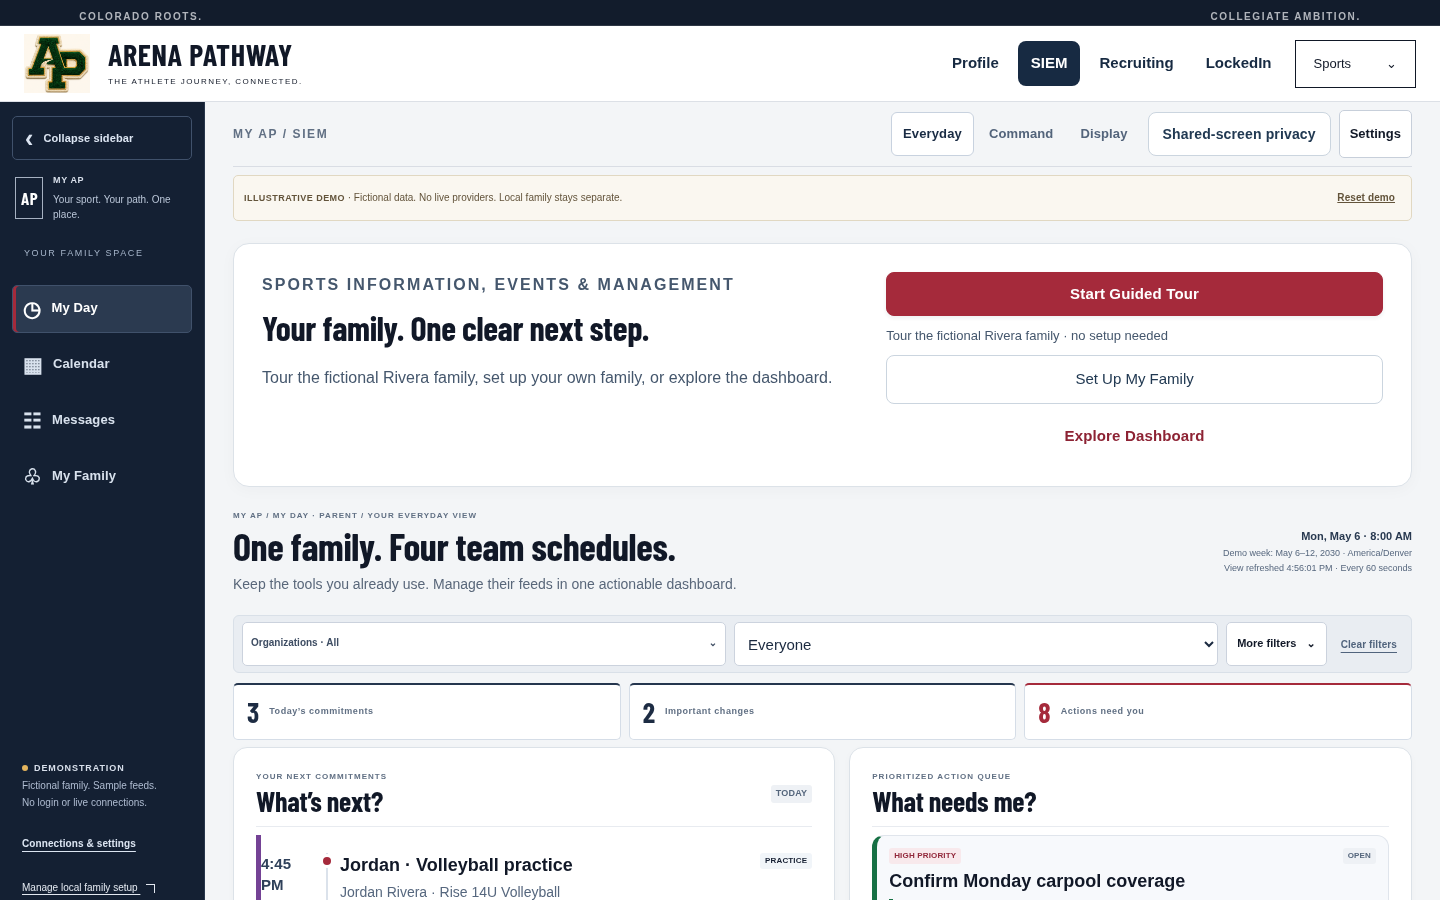 COLORADO ROOTS.
COLLEGIATE AMBITION.
AP
ARENA PATHWAY
THE ATHLETE JOURNEY, CONNECTED.
Profile
SIEM
Recruiting
LockedIn
Sports
Collapse sidebar
AP
MY AP
Your sport. Your path. One
place.
YOUR FAMILY SPACE
My Day
Calendar
Messages
My Family
DEMONSTRATION
Fictional family. Sample feeds.
No login or live connections.
Connections & settings
Manage local family setup
MY AP / SIEM
Everyday
Command
Display
Shared-screen privacy
Settings
ILLUSTRATIVE DEMO · Fictional data. No live providers. Local family stays separate.
Reset demo
SPORTS INFORMATION, EVENTS & MANAGEMENT
Your family. One clear next step.
Tour the fictional Rivera family, set up your own family, or explore the dashboard.
Start Guided Tour
Tour the fictional Rivera family · no setup needed
Set Up My Family
Explore Dashboard
MY AP / MY DAY · PARENT / YOUR EVERYDAY VIEW
One family. Four team schedules.
Keep the tools you already use. Manage their feeds in one actionable dashboard.
Mon, May 6 · 8:00 AM
Demo week: May 6–12, 2030 · America/Denver
View refreshed 4:56:01 PM · Every 60 seconds
Organizations · All
Everyone
More filters
Clear filters
3 Today's commitments
2 Important changes
8 Actions need you
YOUR NEXT COMMITMENTS
What's next?
TODAY
4:45
PM
Jordan · Volleyball practice
PRACTICE
Jordan Rivera · Rise 14U Volleyball
PRIORITIZED ACTION QUEUE
What needs me?
HIGH PRIORITY
OPEN
Confirm Monday carpool coverage